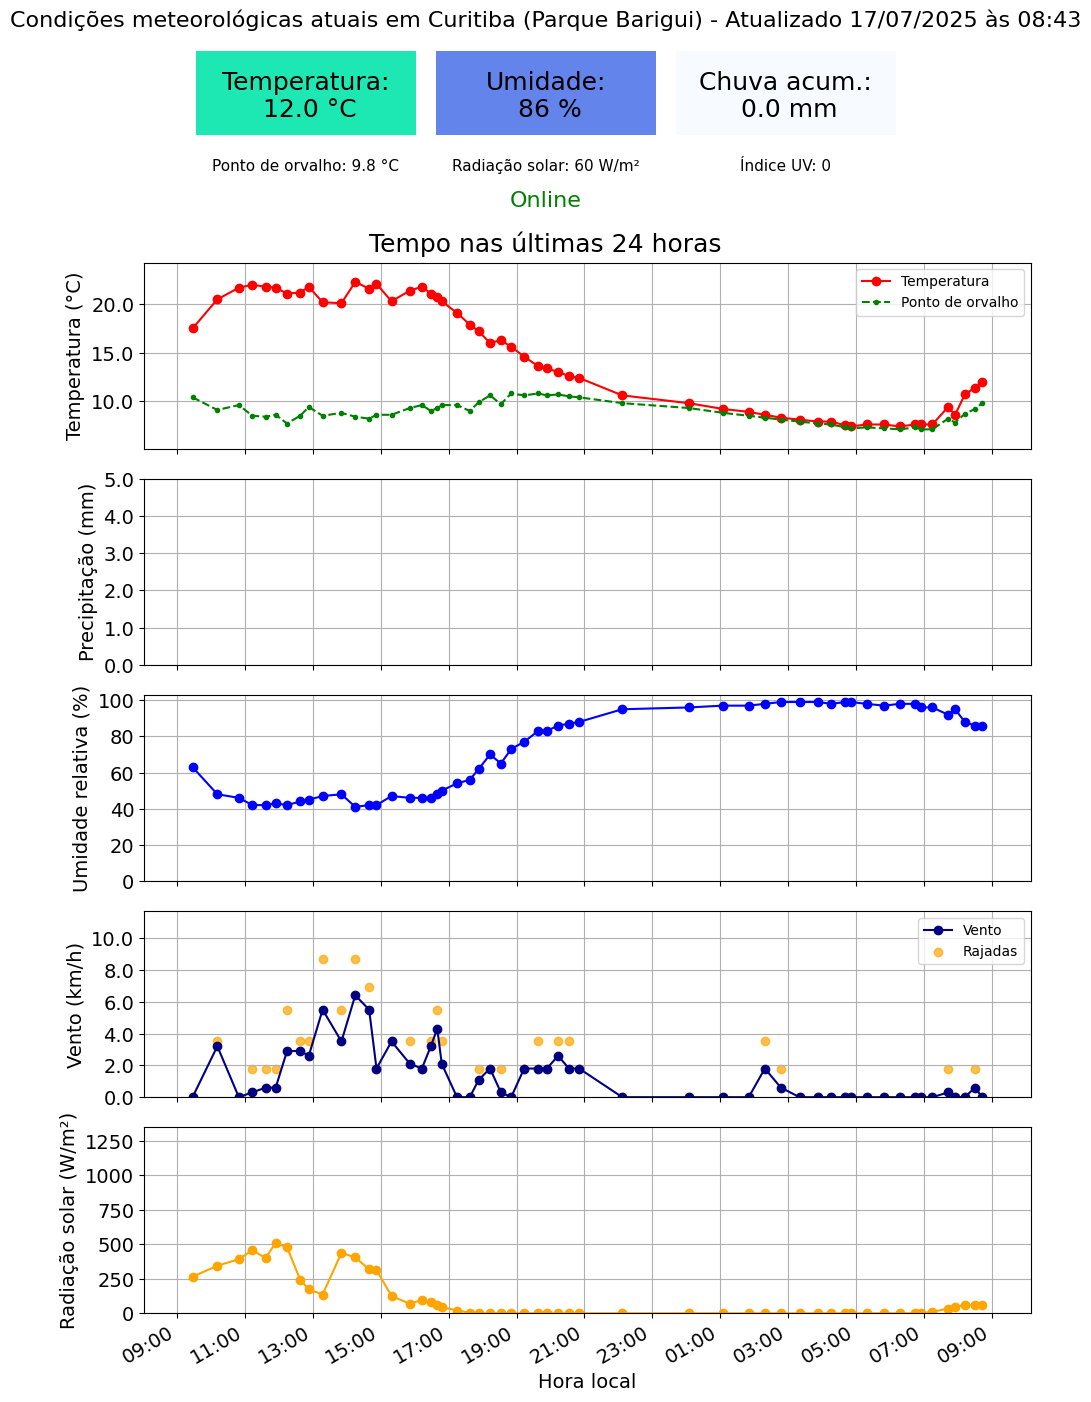 Condições meteorológicas atuais em Curitiba (Parque Barigui) - Atualizado 17/07/2025 às 08:43
Temperatura:
12.0 °C
Umidade:
86 %
Chuva acum.:
0.0 mm
Ponto de orvalho: 9.8 °C
Radiação solar: 60 W/m²
Índice UV: 0
Online
Tempo nas últimas 24 horas
Temperatura (°C)
20.0
15.0
10.0
Temperatura
Ponto de orvalho
Precipitação (mm)
5.0
4.0
3.0
2.0
1.0
0.0
Umidade relativa (%)
100
80
60
40
20
0
Vento (km/h)
10.0
8.0
6.0
4.0
2.0
0.0
Vento
Rajadas
Radiação solar (W/m²)
1250
1000
750
500
250
0
09:00
11:00
13:00
15:00
17:00
19:00
21:00
23:00
01:00
03:00
05:00
07:00
09:00
Hora local